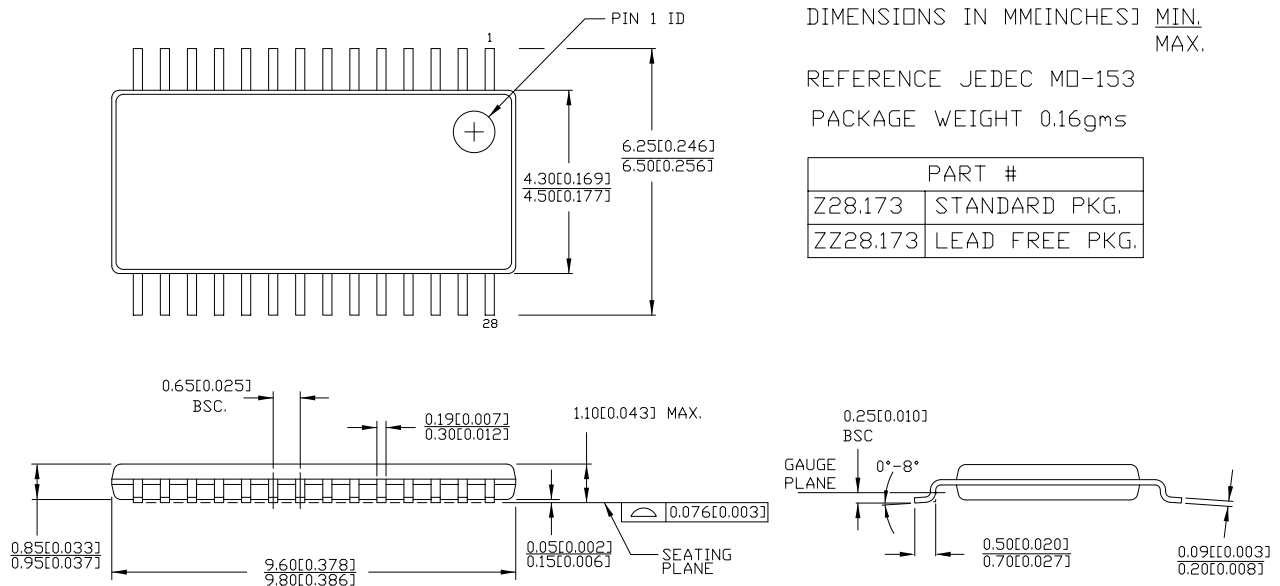 PIN 1 ID
1
DIMENSIONS IN MM[INCHES] MIN.
MAX.
REFERENCE JEDEC MO-153
PACKAGE WEIGHT 0.16gms
PART #
Z28.173 STANDARD PKG.
ZZ28.173 LEAD FREE PKG.
6.25[0.246]
6.50[0.256]
4.30[0.169]
4.50[0.177]
28
0.65[0.025]
BSC.
0.19[0.007]
0.30[0.012]
1.10[0.043] MAX.
0.85[0.033]
0.95[0.037]
9.60[0.378]
9.80[0.386]
0.05[0.002]
0.15[0.006]
0.076[0.003]
SEATING
PLANE
0.25[0.010]
BSC
GAUGE
PLANE
0°-8°
0.50[0.020]
0.70[0.027]
0.09[[0.003]
0.20[0.008]